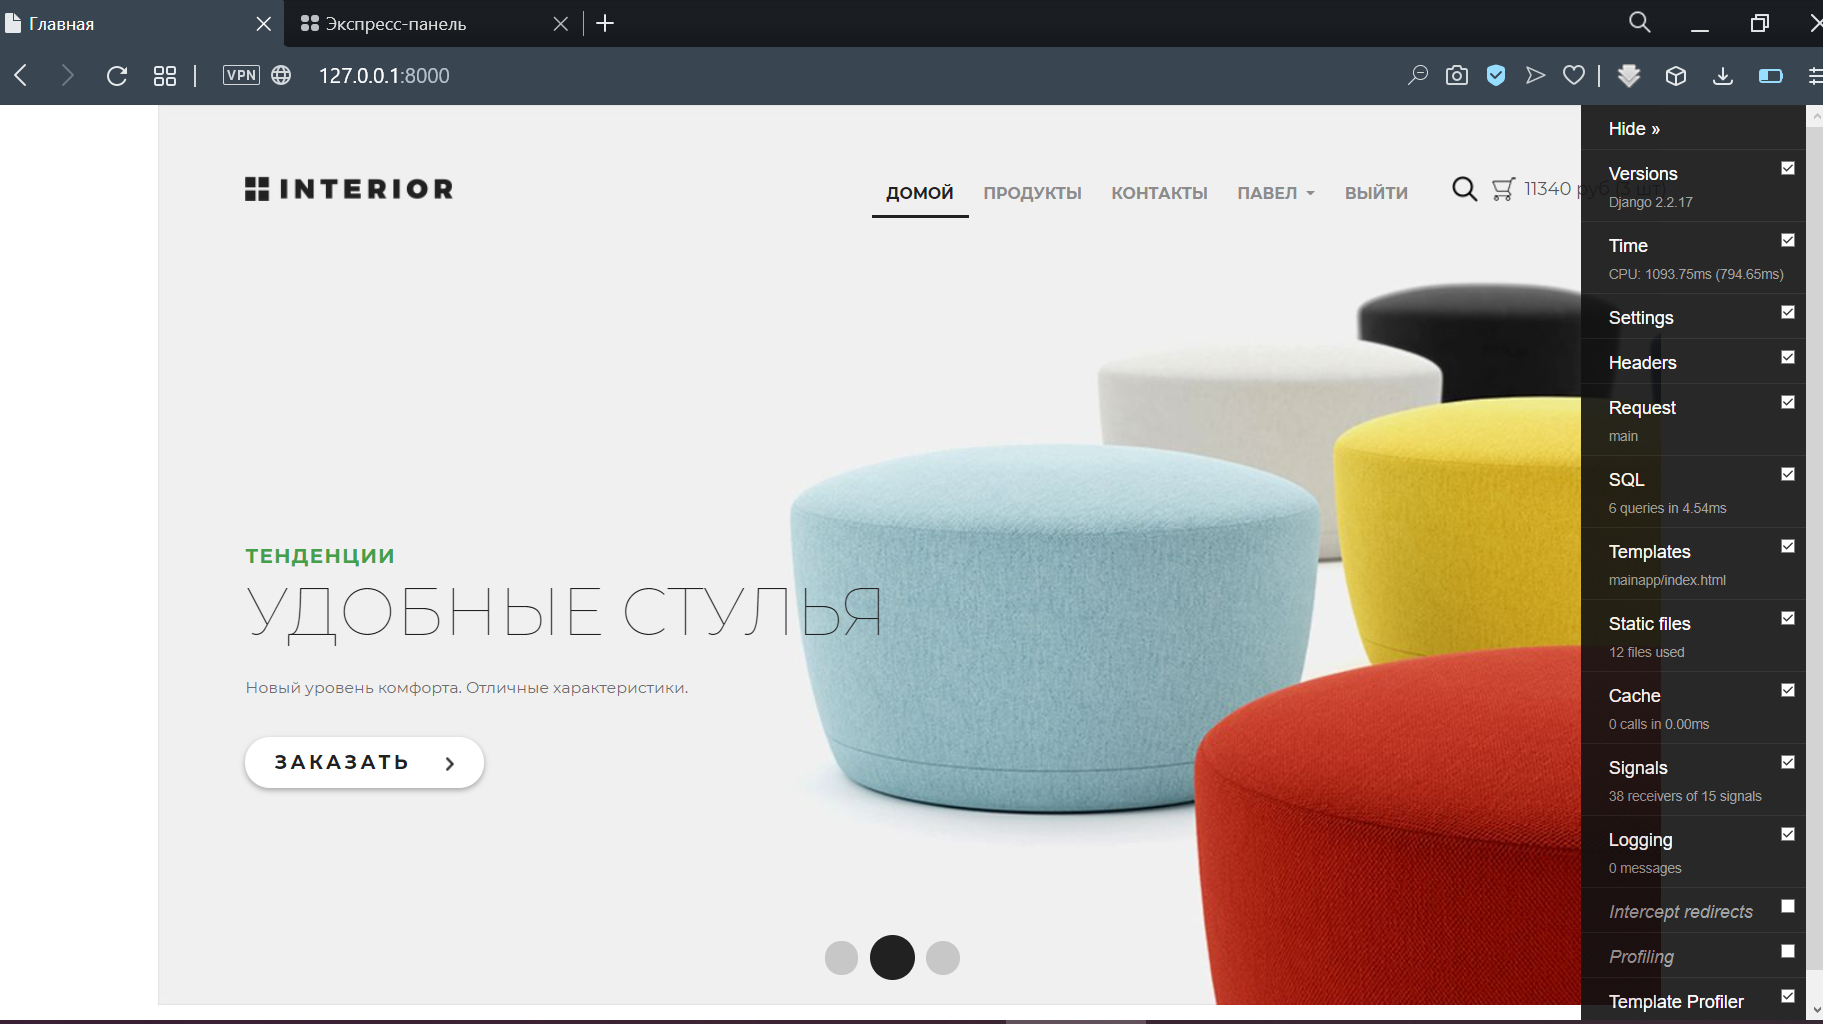 Главная
Экспресс-панель
VPN
127.0.0.1:8000
INTERIOR
ДОМОЙ
ПРОДУКТЫ
КОНТАКТЫ
ПАВЕЛ
ВЫЙТИ
11340 руб (3 шт)
ТЕНДЕНЦИИ
УДОБНЫЕ СТУЛЬЯ
Новый уровень комфорта. Отличные характеристики.
ЗАКАЗАТЬ
Hide »
Versions
Django 2.2.17
Time
CPU: 1093.75ms (794.65ms)
Settings
Headers
Request
main
SQL
6 queries in 4.54ms
Templates
mainapp/index.html
Static files
12 files used
Cache
0 calls in 0.00ms
Signals
38 receivers of 15 signals
Logging
0 messages
Intercept redirects
Profiling
Template Profiler